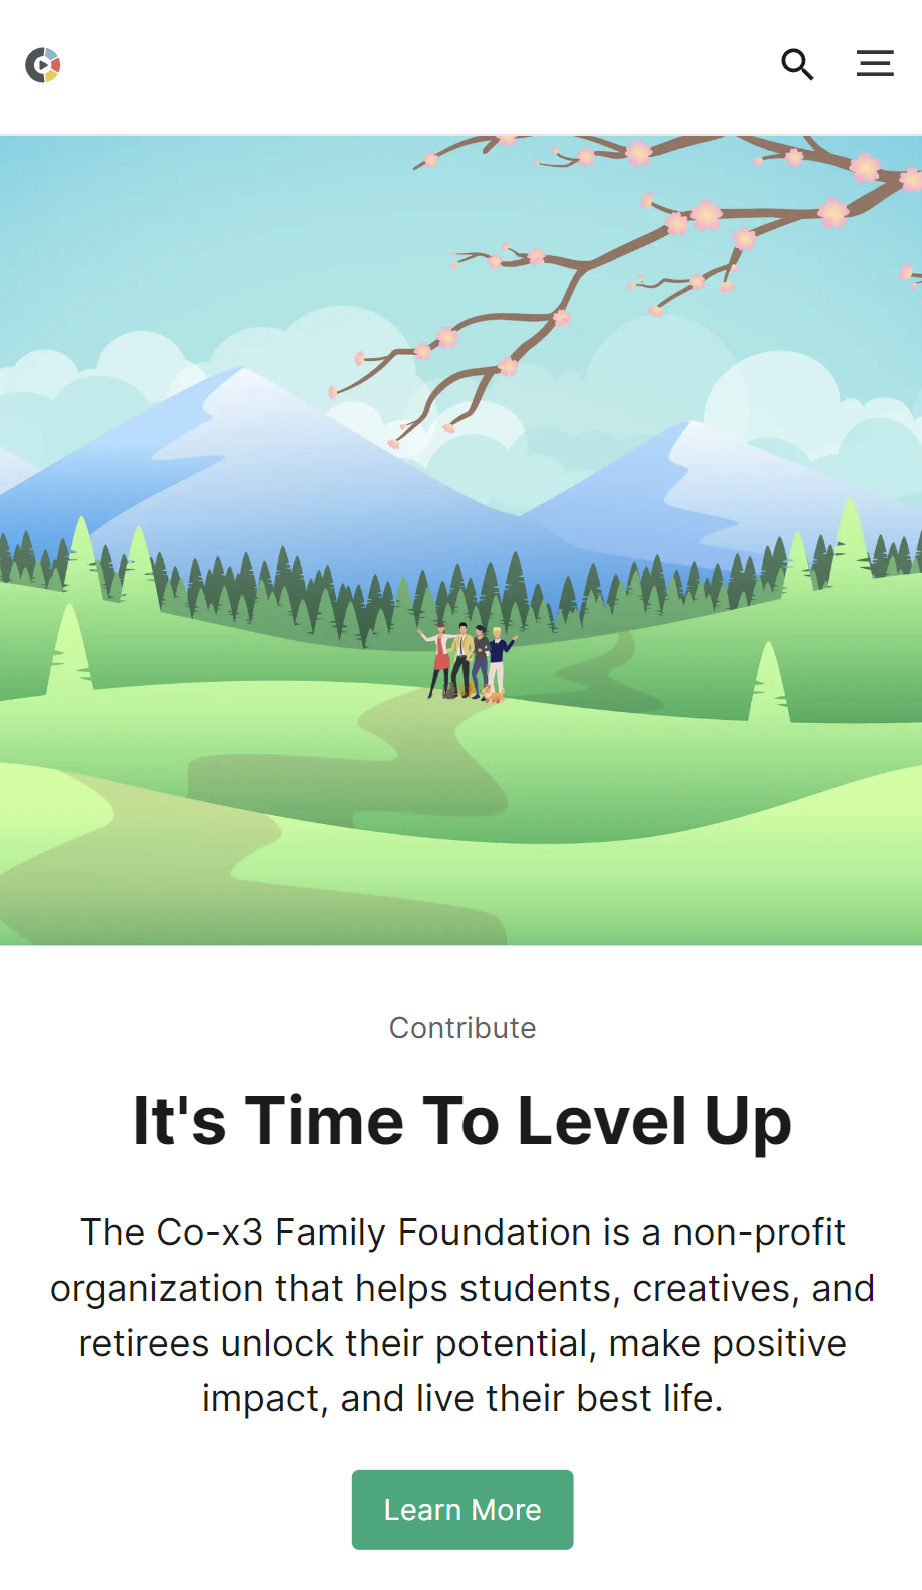 Contribute
It's Time To Level Up
The Co-x3 Family Foundation is a non-profit
organization that helps students, creatives, and
retirees unlock their potential, make positive
impact, and live their best life.
Learn More